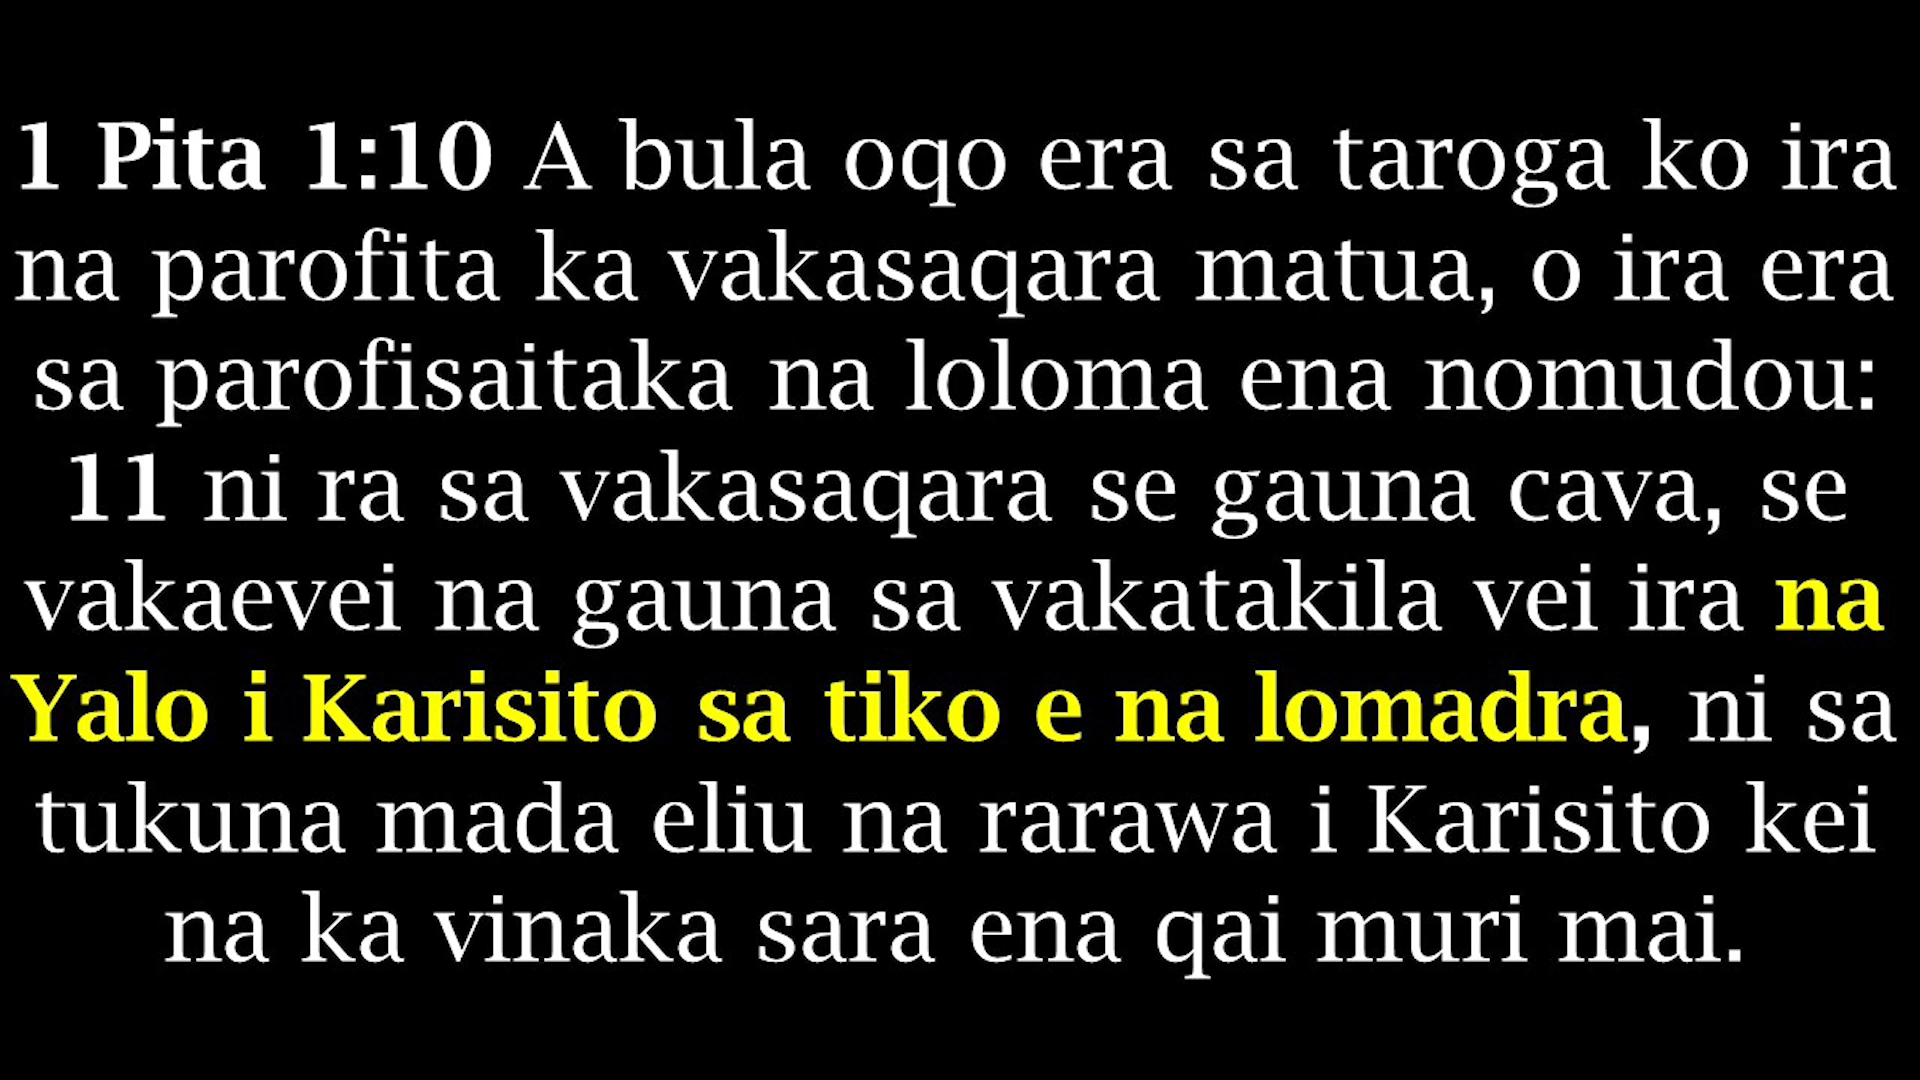 1 Pita 1:10 A bula oqo era sa taroga ko ira
na parofita ka vakasaqara matua, o ira era
sa parofisaitaka na loloma ena nomudou:
11 ni ra sa vakasaqara se gauna cava, se
vakaevei na gauna sa vakatakila vei ira na
Yalo i Karisito sa tiko e na lomadra, ni sa
tukuna mada eliu na rarawa i Karisito kei
na ka vinaka sara ena qai muri mai.